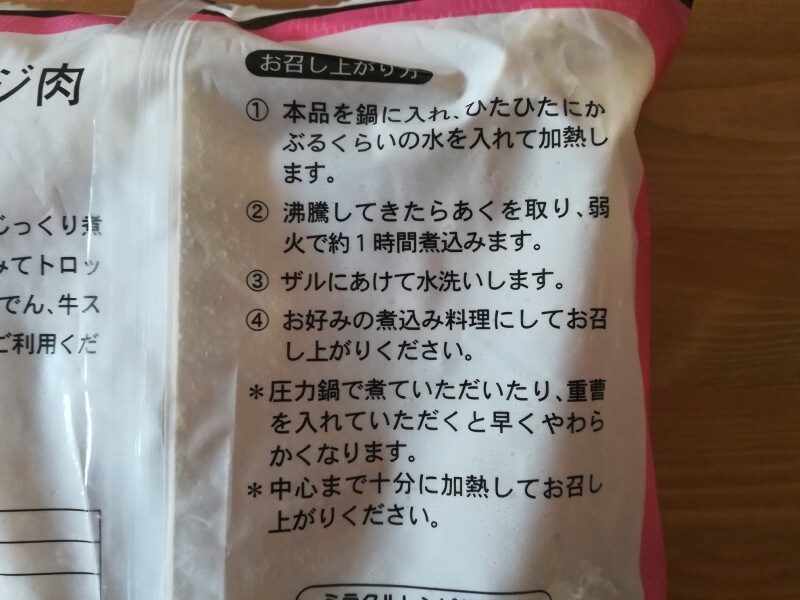 ジ肉
じっくり煮
みてトロッ
でん、牛ス
ご利用くだ
お召し上がり方
① 本品を鍋に入れ、ひたひたにか
ぶるくらいの水を入れて加熱し
ます。
② 沸騰してきたらあくを取り、弱
火で約1時間煮込みます。
③ ザルにあけて水洗いします。
④ お好みの煮込み料理にしてお召
し上がりください。
＊圧力鍋で煮ていただいたり、重曹
を入れていただくと早くやわら
かくなります。
＊中心まで十分に加熱してお召し
上がりください。